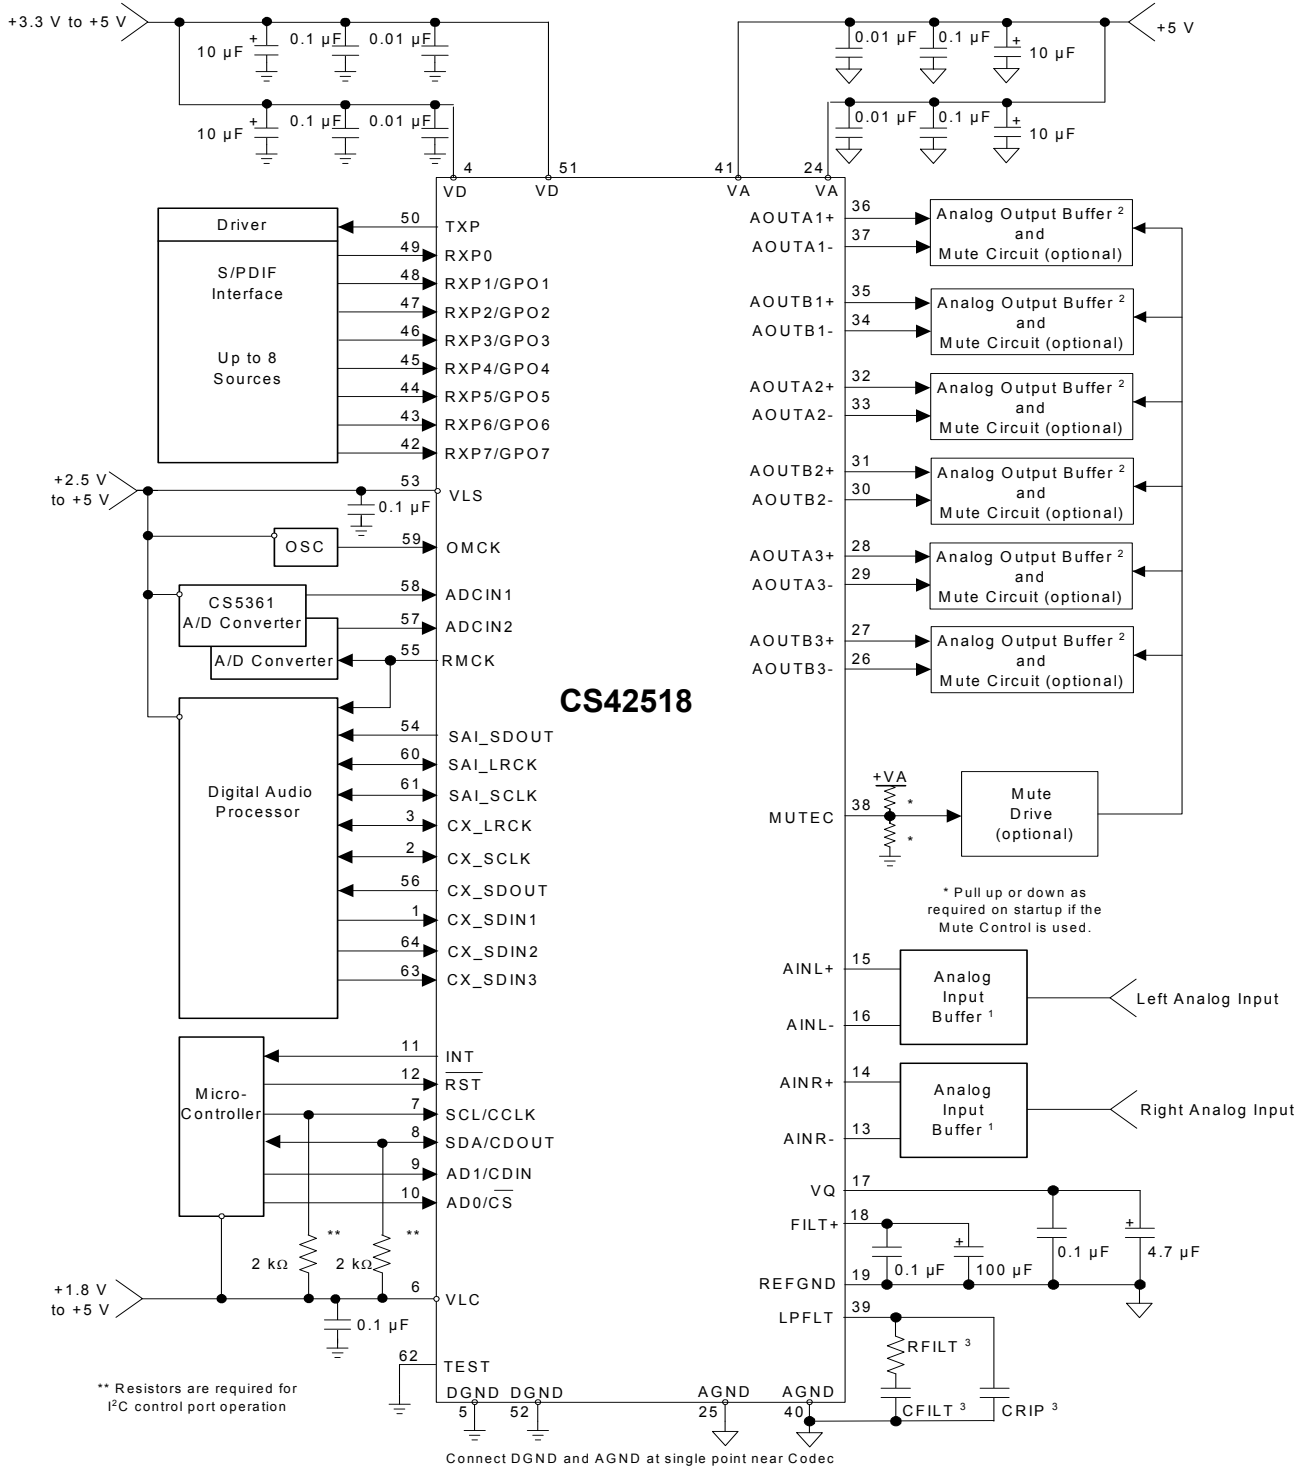 +3.3 V to +5 V
10 µF
+
0.1 µF
0.01 µF
10 µF
+
0.1 µF
0.01 µF
+5 V
0.01 µF
0.1 µF
+
10 µF
0.01 µF
0.1 µF
+
10 µF
4
51
41
24
VD
VD
VA
VA
Driver
S/PDIF
Interface
Up to 8
Sources
50
TXP
49
RXP0
48
RXP1/GPO1
47
RXP2/GPO2
46
RXP3/GPO3
45
RXP4/GPO4
44
RXP5/GPO5
43
RXP6/GPO6
42
RXP7/GPO7
+2.5 V
to +5 V
53
VLS
0.1 µF
OSC
59
OMCK
CS5361
A/D Converter
58
ADCIN1
57
ADCIN2
A/D Converter
55
RMCK
CS42518
Digital Audio
Processor
54
SAI_SDOUT
60
SAI_LRCK
61
SAI_SCLK
3
CX_LRCK
2
CX_SCLK
56
CX_SDOUT
1
CX_SDIN1
64
CX_SDIN2
63
CX_SDIN3
Micro-
Controller
11
INT
12
RST
7
SCL/CCLK
8
SDA/CDOUT
9
AD1/CDIN
10
AD0/CS
**
**
2 kΩ
2 kΩ
+1.8 V
to +5 V
6
VLC
0.1 µF
62
TEST
** Resistors are required for
I²C control port operation
DGND
DGND
AGND
AGND
5
52
25
40
Connect DGND and AGND at single point near Codec
AOUTA1+
36
AOUTA1-
37
Analog Output Buffer ²
and
Mute Circuit (optional)
AOUTB1+
35
AOUTB1-
34
Analog Output Buffer ²
and
Mute Circuit (optional)
AOUTA2+
32
AOUTA2-
33
Analog Output Buffer ²
and
Mute Circuit (optional)
AOUTB2+
31
AOUTB2-
30
Analog Output Buffer ²
and
Mute Circuit (optional)
AOUTA3+
28
AOUTA3-
29
Analog Output Buffer ²
and
Mute Circuit (optional)
AOUTB3+
27
AOUTB3-
26
Analog Output Buffer ²
and
Mute Circuit (optional)
MUTEC
38
+VA
*
*
Mute
Drive
(optional)
* Pull up or down as
required on startup if the
Mute Control is used.
AINL+
15
AINL-
16
Analog
Input
Buffer ¹
Left Analog Input
AINR+
14
AINR-
13
Analog
Input
Buffer ¹
Right Analog Input
VQ
17
FILT+
18
0.1 µF
+
100 µF
0.1 µF
+
4.7 µF
REFGND
19
LPFLT
39
RFILT ³
CFILT ³
CRIP ³